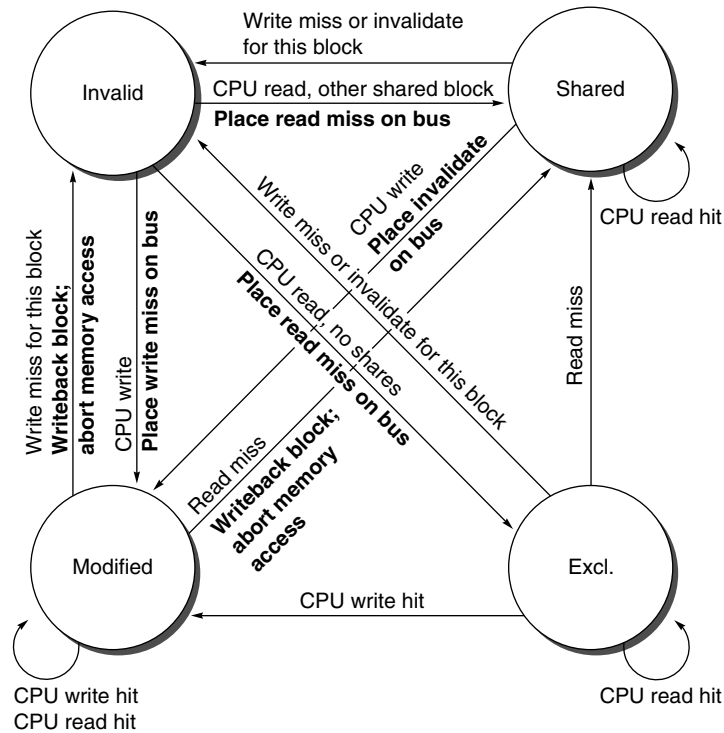 Write miss or invalidate
for this block
Invalid
Shared
CPU read, other shared block
Place read miss on bus
CPU write
Place invalidate
on bus
CPU read hit
Write miss or invalidate for this block
CPU read, no shares
Place read miss on bus
Write miss for this block
Writeback block;
abort memory access
CPU write
Place write miss on bus
Read miss
Read miss
Writeback block;
abort memory
access
Modified
Excl.
CPU write hit
CPU write hit
CPU read hit
CPU read hit